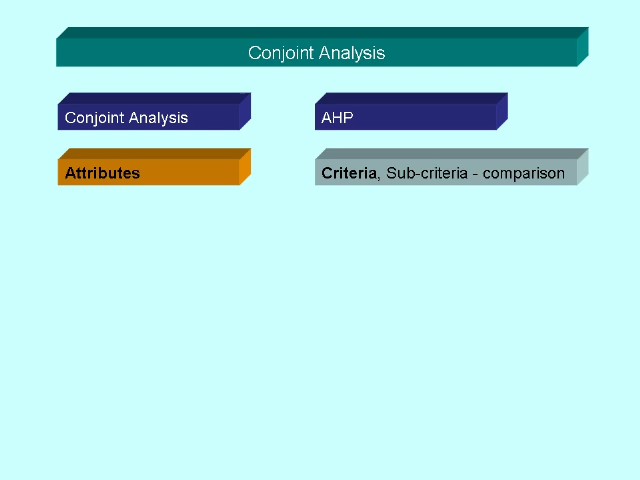 Conjoint Analysis
Conjoint Analysis
AHP
Attributes
Criteria, Sub-criteria - comparison